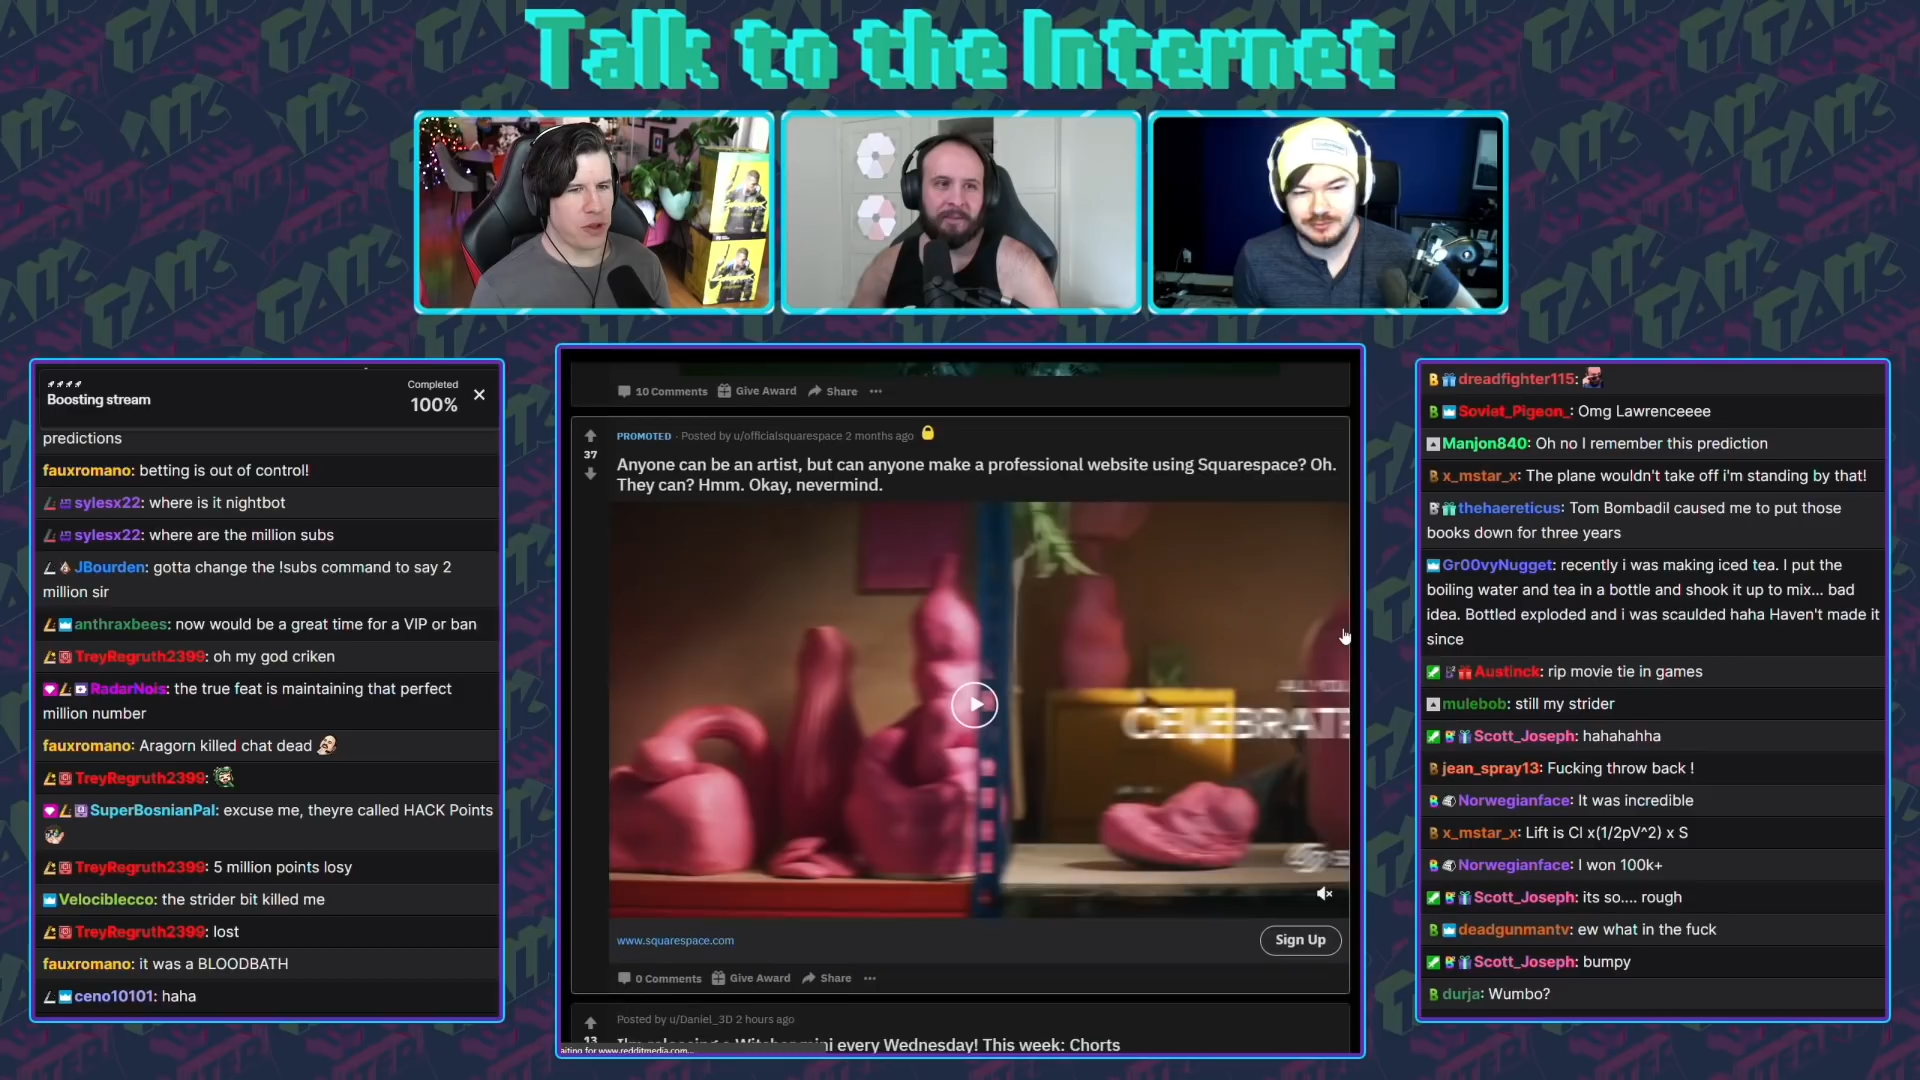 Talk to the Internet
Boosting stream
Completed
100%
predictions
fauxromano: betting is out of control!
sylesx22: where is it nightbot
sylesx22: where are the million subs
JBourden: gotta change the !subs command to say 2
million sir
anthraxbees: now would be a great time for a VIP or ban
TreyRegruth2399: oh my god criken
RadarNois: the true feat is maintaining that perfect
million number
fauxromano: Aragorn killed chat dead
TreyRegruth2399:
SuperBosnianPal: excuse me, theyre called HACK Points
TreyRegruth2399: 5 million points losy
Velociblecco: the strider bit killed me
TreyRegruth2399: lost
fauxromano: it was a BLOODBATH
ceno10101: haha
10 Comments Give Award Share
PROMOTED · Posted by u/officialsquarespace 2 months ago
37
Anyone can be an artist, but can anyone make a professional website using Squarespace? Oh.
They can? Hmm. Okay, nevermind.
CELEBRATE
www.squarespace.com
Sign Up
0 Comments Give Award Share
Posted by u/Daniel_3D 2 hours ago
13
I'm releasing a Witcher mini every Wednesday! This week: Chorts
aiting for www.redditmedia.com...
dreadfighter115:
Soviet_Pigeon_: Omg Lawrenceeee
Manjon840: Oh no I remember this prediction
x_mstar_x: The plane wouldn't take off i'm standing by that!
thehaereticus: Tom Bombadil caused me to put those
books down for three years
Gr00vyNugget: recently i was making iced tea. I put the
boiling water and tea in a bottle and shook it up to mix... bad
idea. Bottled exploded and i was scaulded haha Haven't made it
since
Austinck: rip movie tie in games
mulebob: still my strider
Scott_Joseph: hahahahha
jean_spray13: Fucking throw back !
Norwegianface: It was incredible
x_mstar_x: Lift is Cl x(1/2pV^2) x S
Norwegianface: I won 100k+
Scott_Joseph: its so.... rough
deadgunmantv: ew what in the fuck
Scott_Joseph: bumpy
durja: Wumbo?